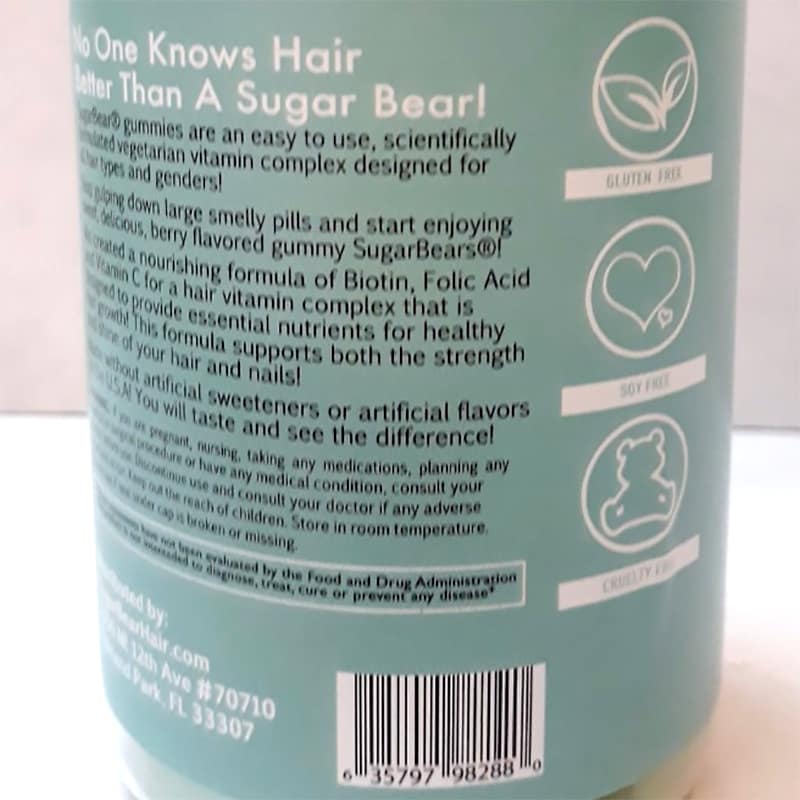 No One Knows Hair
Better Than A Sugar Bear!
SugarBear® gummies are an easy to use, scientifically
formulated vegetarian vitamin complex designed for
all hair types and genders!
gulping down large smelly pills and start enjoying
sweet, delicious, berry flavored gummy SugarBears®!
created a nourishing formula of Biotin, Folic Acid
and Vitamin C for a hair vitamin complex that is
designed to provide essential nutrients for healthy
hair growth! This formula supports both the strength
and shine of your hair and nails!
without artificial sweeteners or artificial flavors
U.S.A! You will taste and see the difference!
if you are pregnant, nursing, taking any medications, planning any
procedure or have any medical condition, consult your
Discontinue use and consult your doctor if any adverse
Keep out the reach of children. Store in room temperature.
under cap is broken or missing.
have not been evaluated by the Food and Drug Administration
is not intended to diagnose, treat, cure or prevent any disease*
Distributed by:
SugarBearHair.com
12th Ave #70710
Park, FL 33307
GLUTEN FREE
SOY FREE
CRUELTY FREE
6 35797 98288 0